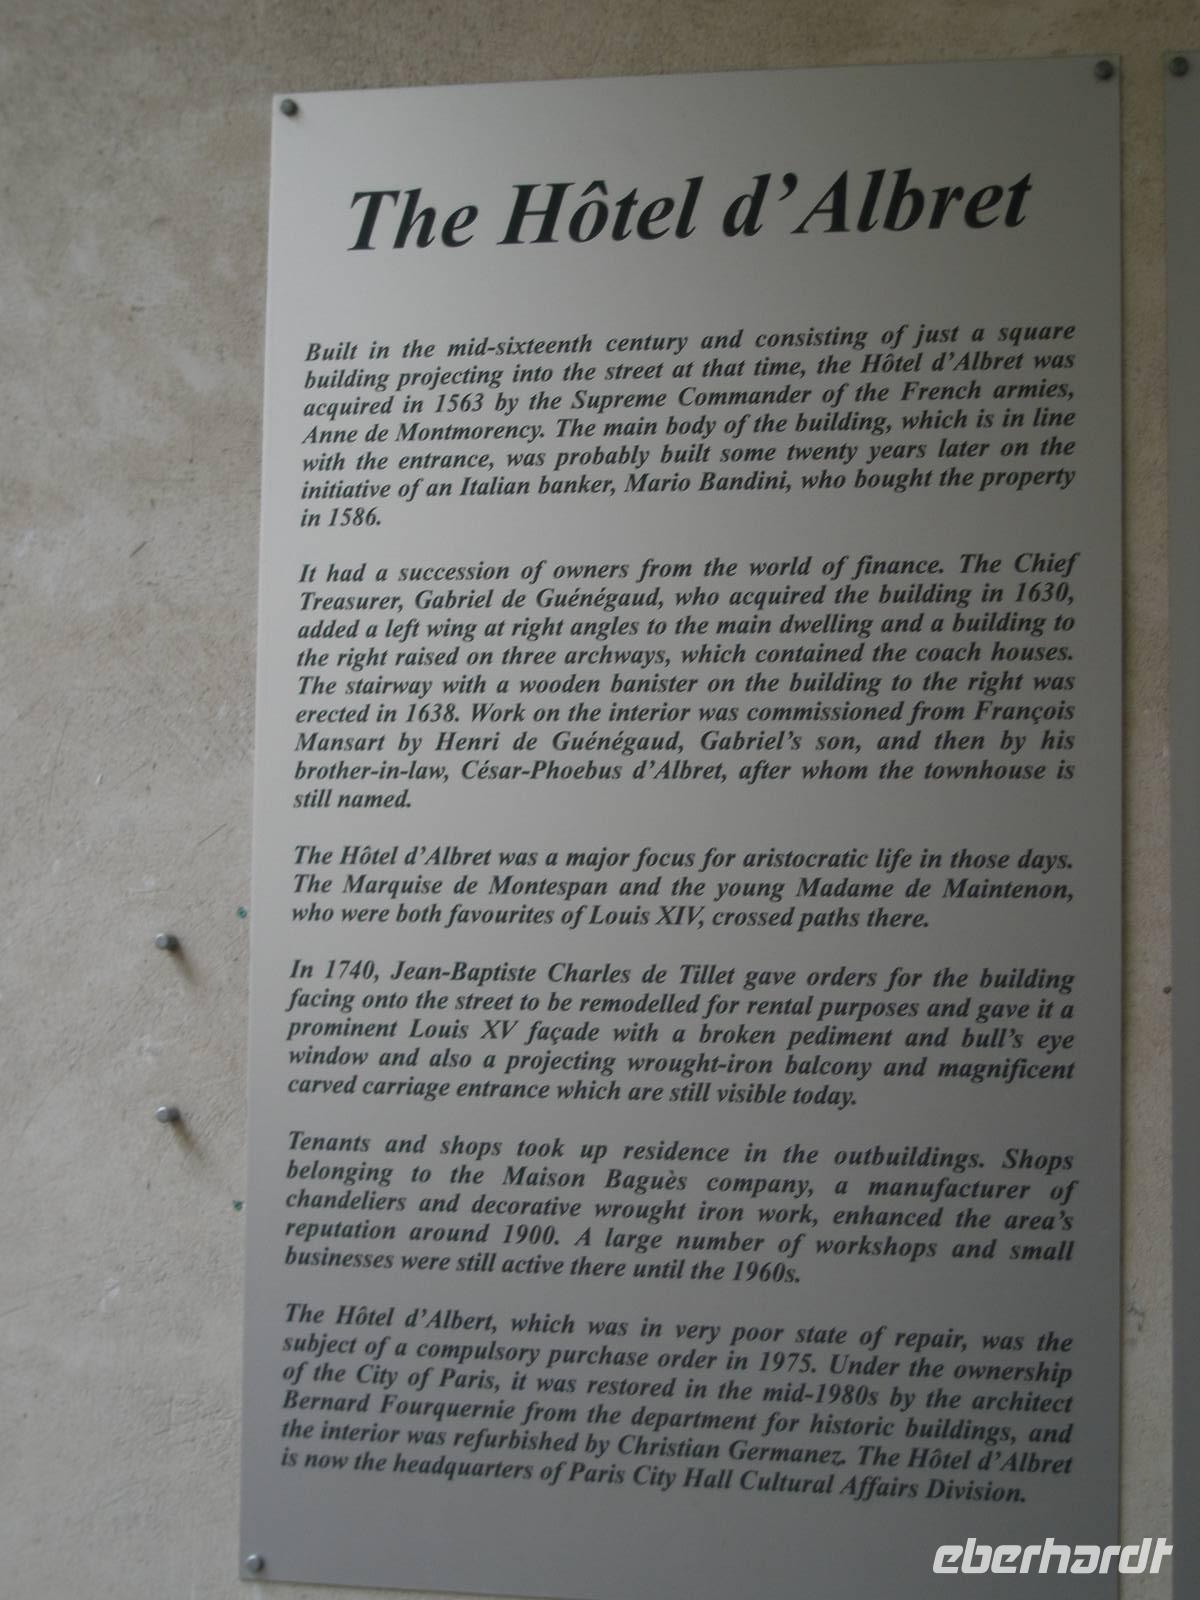 The Hôtel d'Albret
Built in the mid-sixteenth century and consisting of just a square
building projecting into the street at that time, the Hôtel d'Albret was
acquired in 1563 by the Supreme Commander of the French armies,
Anne de Montmorency. The main body of the building, which is in line
with the entrance, was probably built some twenty years later on the
initiative of an Italian banker, Mario Bandini, who bought the property
in 1586.
It had a succession of owners from the world of finance. The Chief
Treasurer, Gabriel de Guénégaud, who acquired the building in 1630,
added a left wing at right angles to the main dwelling and a building to
the right raised on three archways, which contained the coach houses.
The stairway with a wooden banister on the building to the right was
erected in 1638. Work on the interior was commissioned from François
Mansart by Henri de Guénégaud, Gabriel's son, and then by his
brother-in-law, César-Phoebus d'Albret, after whom the townhouse is
still named.
The Hôtel d'Albret was a major focus for aristocratic life in those days.
The Marquise de Montespan and the young Madame de Maintenon,
who were both favourites of Louis XIV, crossed paths there.
In 1740, Jean-Baptiste Charles de Tillet gave orders for the building
facing onto the street to be remodelled for rental purposes and gave it a
prominent Louis XV façade with a broken pediment and bull's eye
window and also a projecting wrought-iron balcony and magnificent
carved carriage entrance which are still visible today.
Tenants and shops took up residence in the outbuildings. Shops
belonging to the Maison Baguès company, a manufacturer of
chandeliers and decorative wrought iron work, enhanced the area's
reputation around 1900. A large number of workshops and small
businesses were still active there until the 1960s.
The Hôtel d'Albert, which was in very poor state of repair, was the
subject of a compulsory purchase order in 1975. Under the ownership
of the City of Paris, it was restored in the mid-1980s by the architect
Bernard Fourquernie from the department for historic buildings, and
the interior was refurbished by Christian Germanez. The Hôtel d'Albret
is now the headquarters of Paris City Hall Cultural Affairs Division.
eberhardt